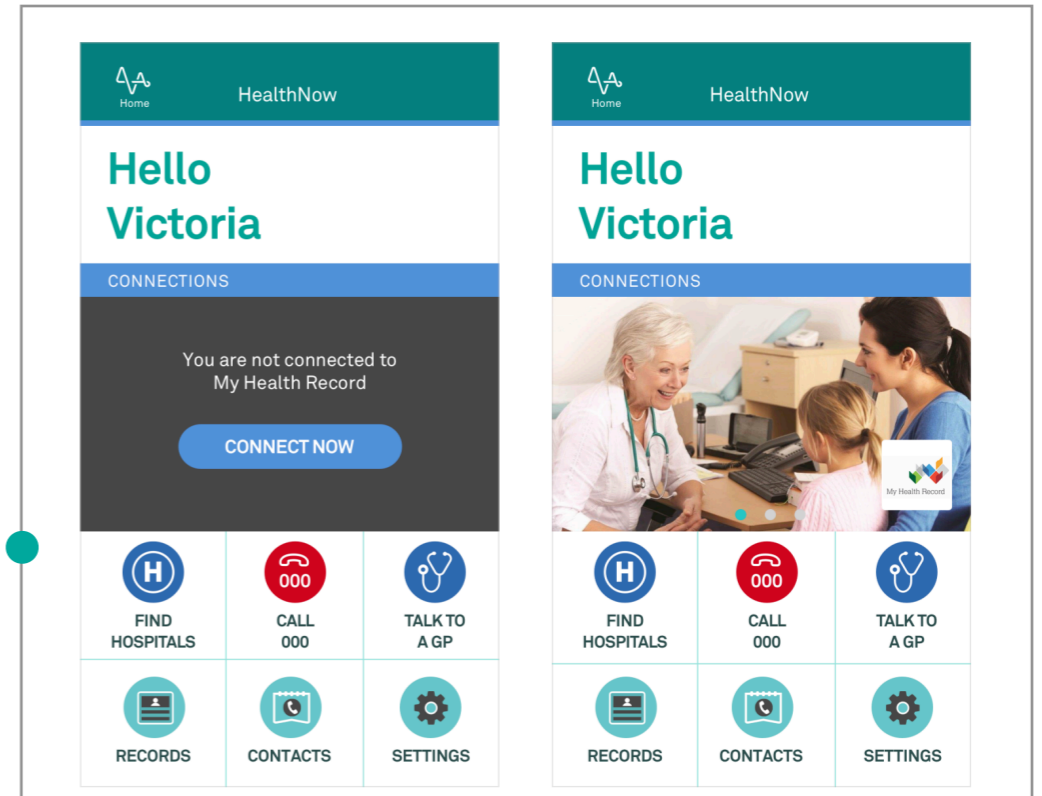 Home
HealthNow
Hello
Victoria
CONNECTIONS
You are not connected to
My Health Record
CONNECT NOW
H
000
FIND
HOSPITALS
CALL
000
TALK TO
A GP
RECORDS
CONTACTS
SETTINGS
Home
HealthNow
Hello
Victoria
CONNECTIONS
My Health Record
H
000
FIND
HOSPITALS
CALL
000
TALK TO
A GP
RECORDS
CONTACTS
SETTINGS